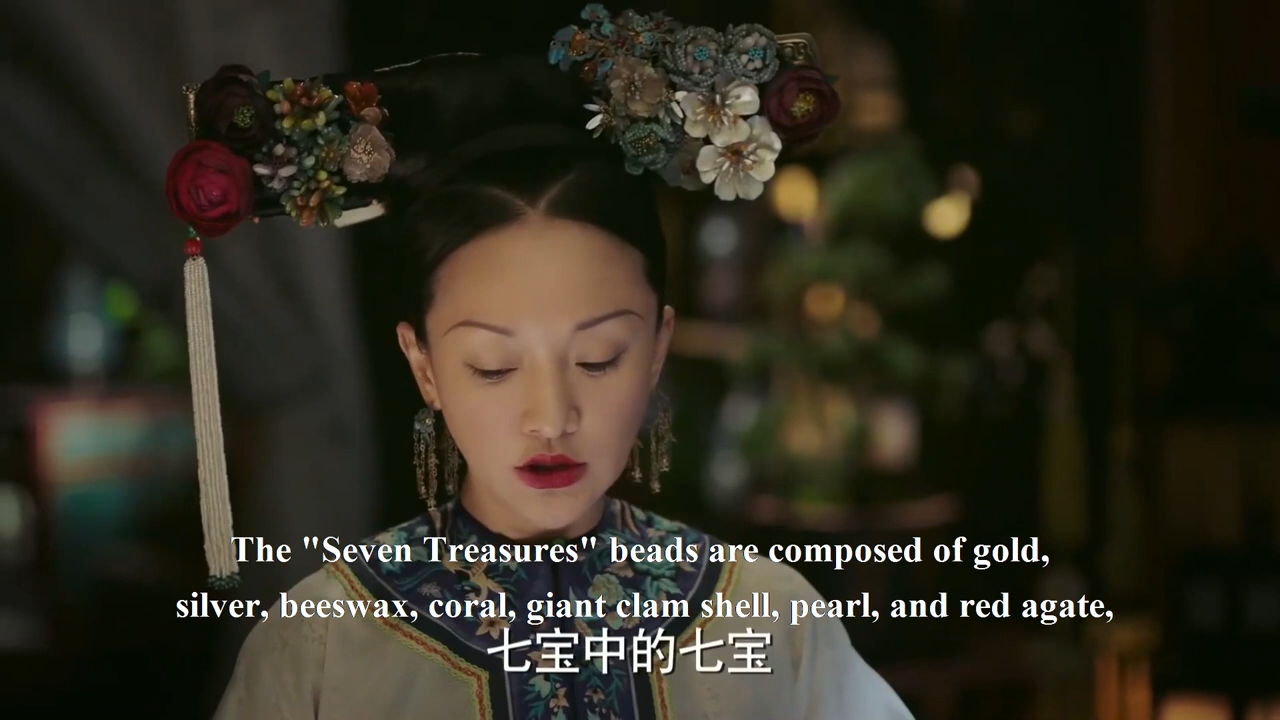 The "Seven Treasures" beads are composed of gold,
silver, beeswax, coral, giant clam shell, pearl, and red agate,
七宝中的七宝